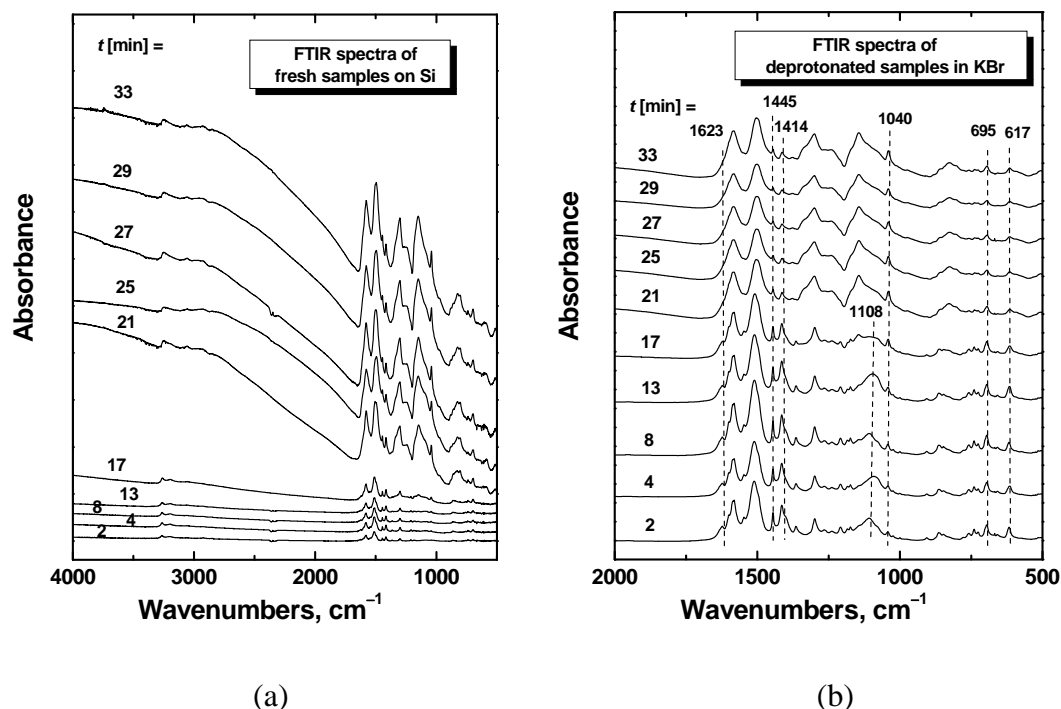 t [min] =
FTIR spectra of
fresh samples on Si
33
29
27
25
21
17
13
8
4
2
Absorbance
4000 3000 2000 1000
Wavenumbers, cm⁻¹
(a)
FTIR spectra of
deprotonated samples in KBr
t [min] =
1445
1623 1414 1040 695 617
33
29
27
25
21
1108
17
13
8
4
2
Absorbance
2000 1500 1000 500
Wavenumbers, cm⁻¹
(b)